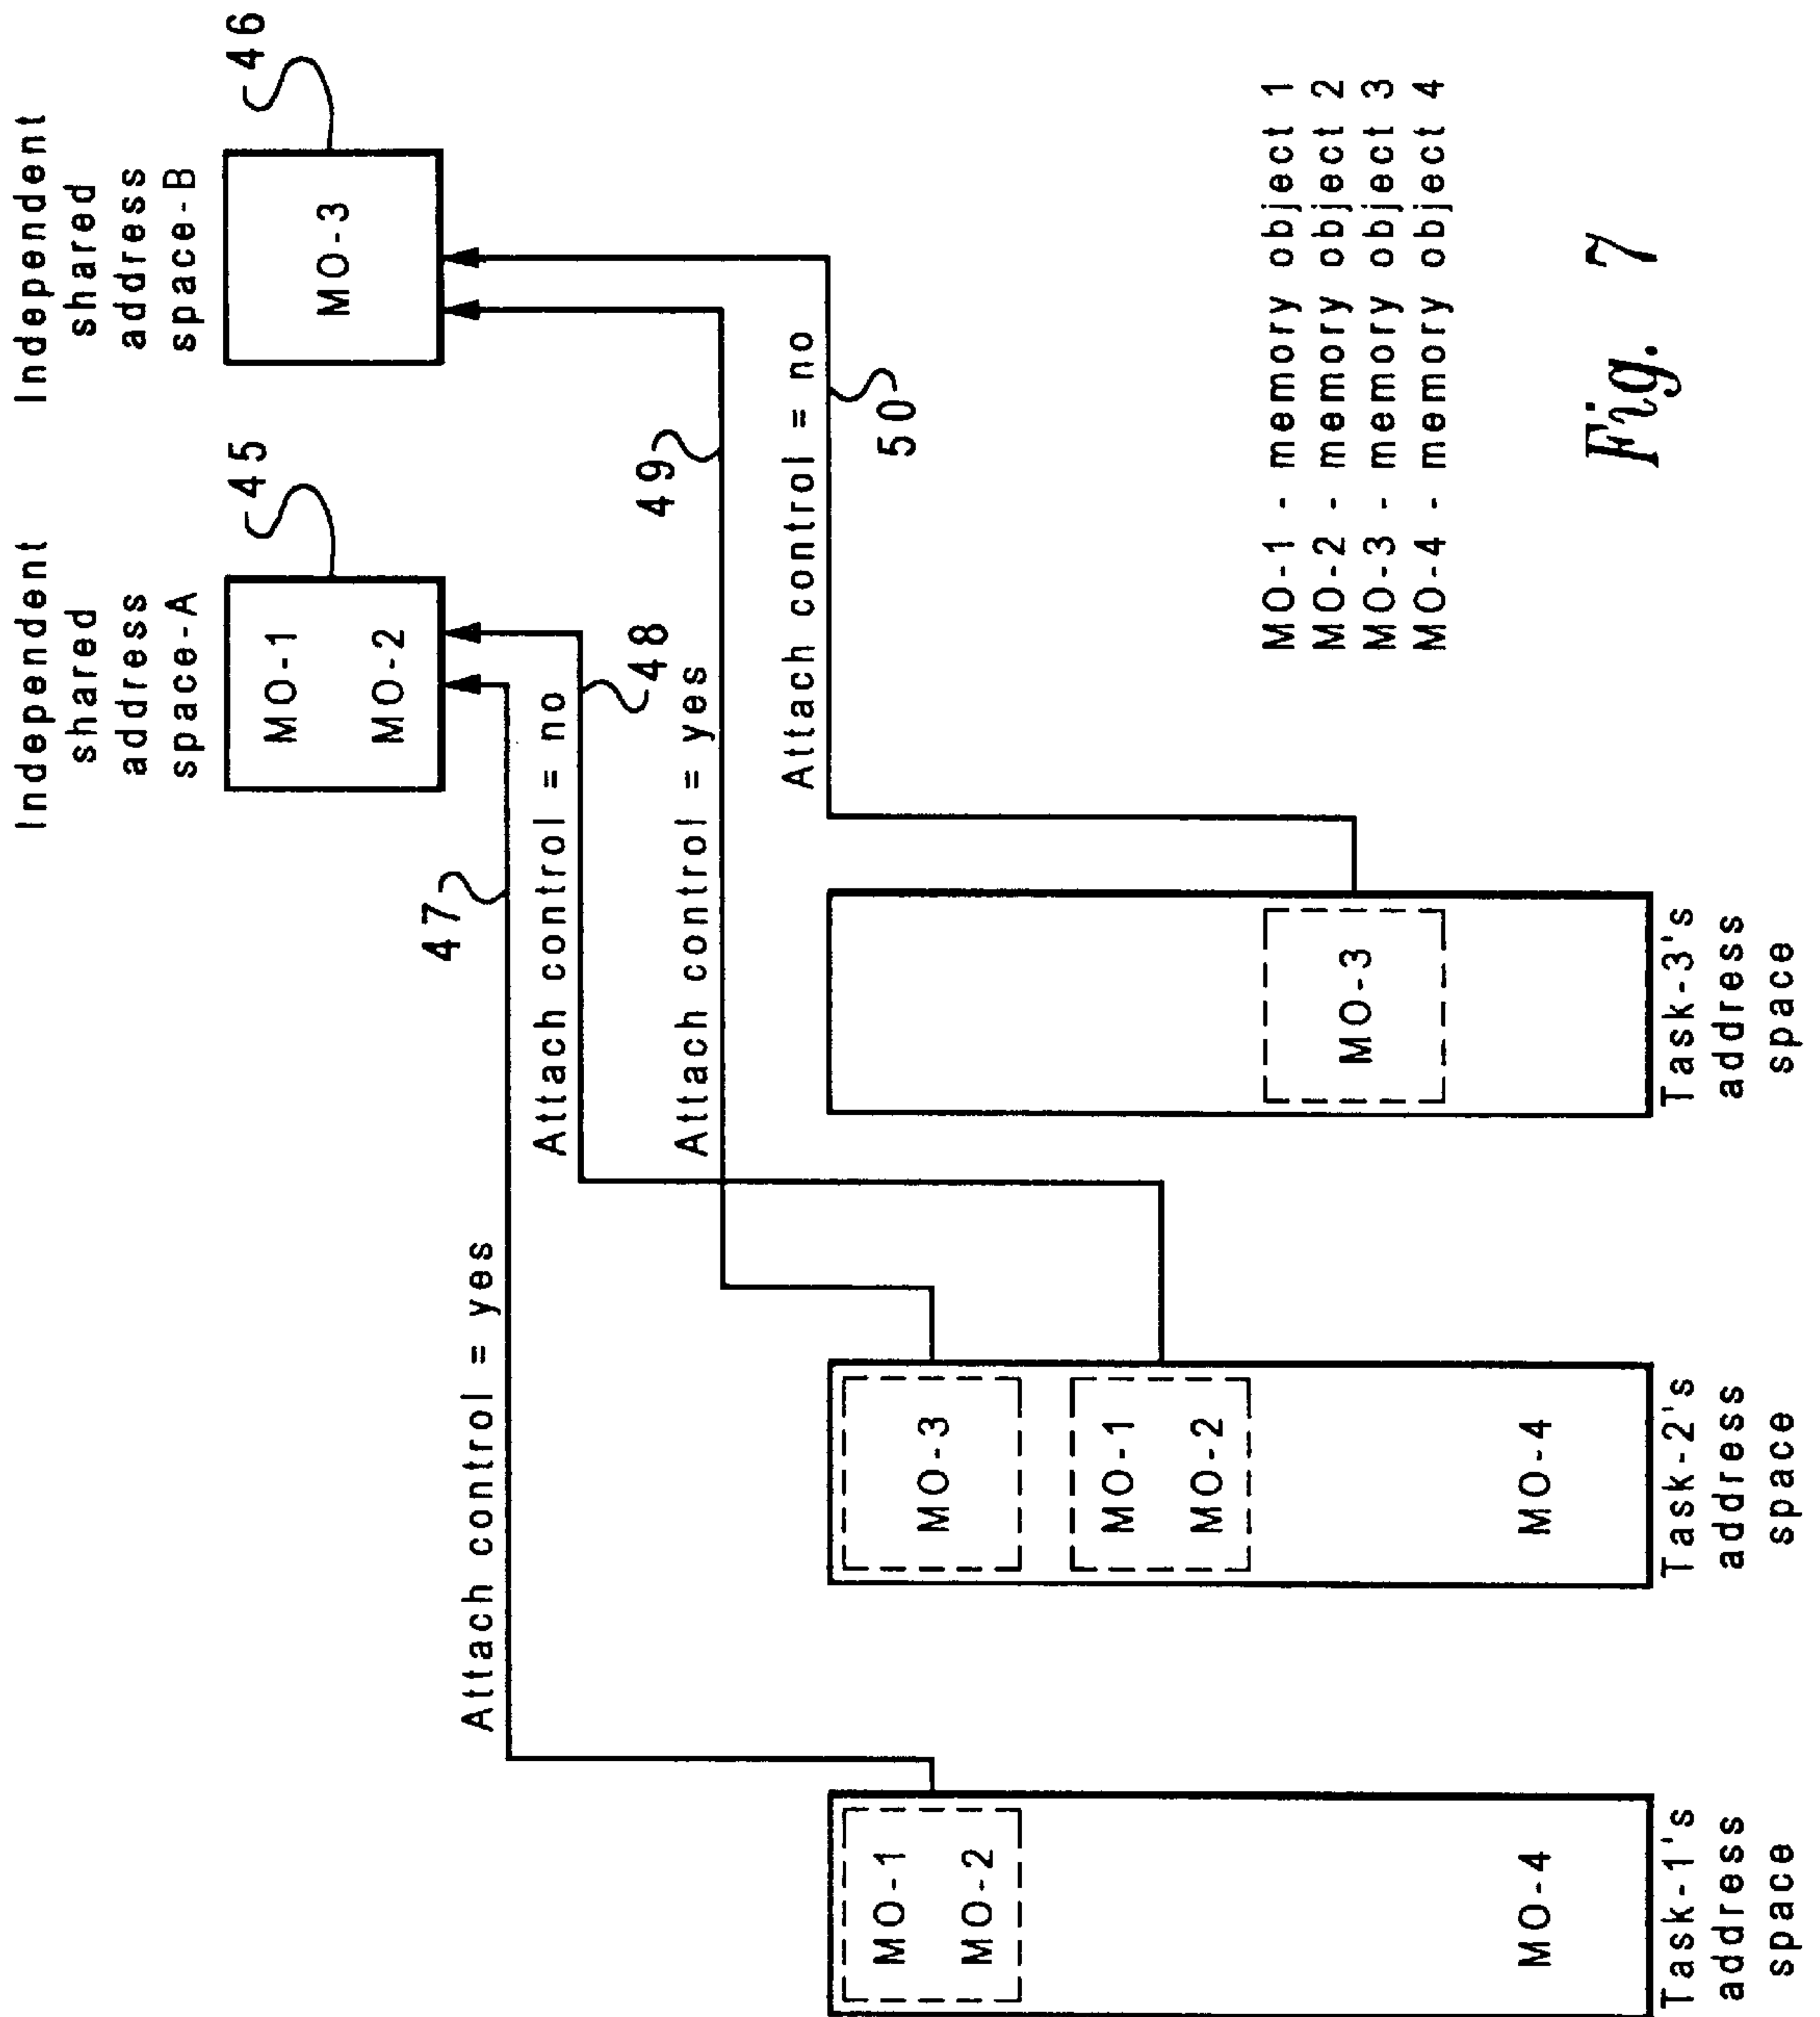 Independent
shared
address
space-A
Independent
shared
address
space-B
MO-1
MO-2
45
MO-3
46
47
Attach control = yes
Attach control = no
48
49
Attach control = yes
Attach control = no
50
MO-1
MO-2
MO-4
Task-1's
address
space
MO-3
MO-1
MO-2
MO-4
Task-2's
address
space
MO-3
Task-3's
address
space
MO-1 - memory object 1
MO-2 - memory object 2
MO-3 - memory object 3
MO-4 - memory object 4
Fig. 7